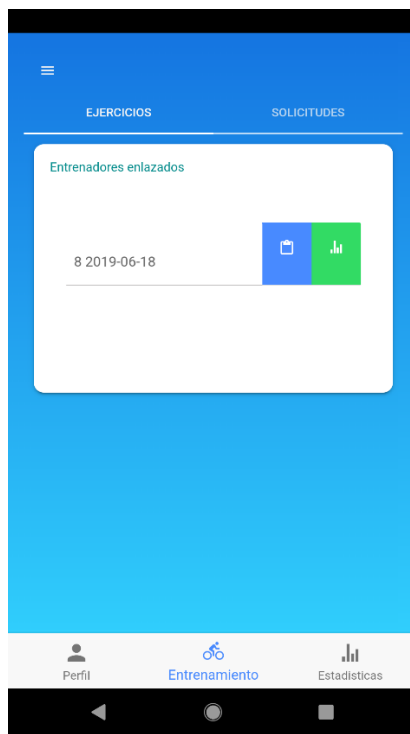 EJERCICIOS SOLICITUDES
Entrenadores enlazados
8 2019-06-18
Perfil Entrenamiento Estadisticas